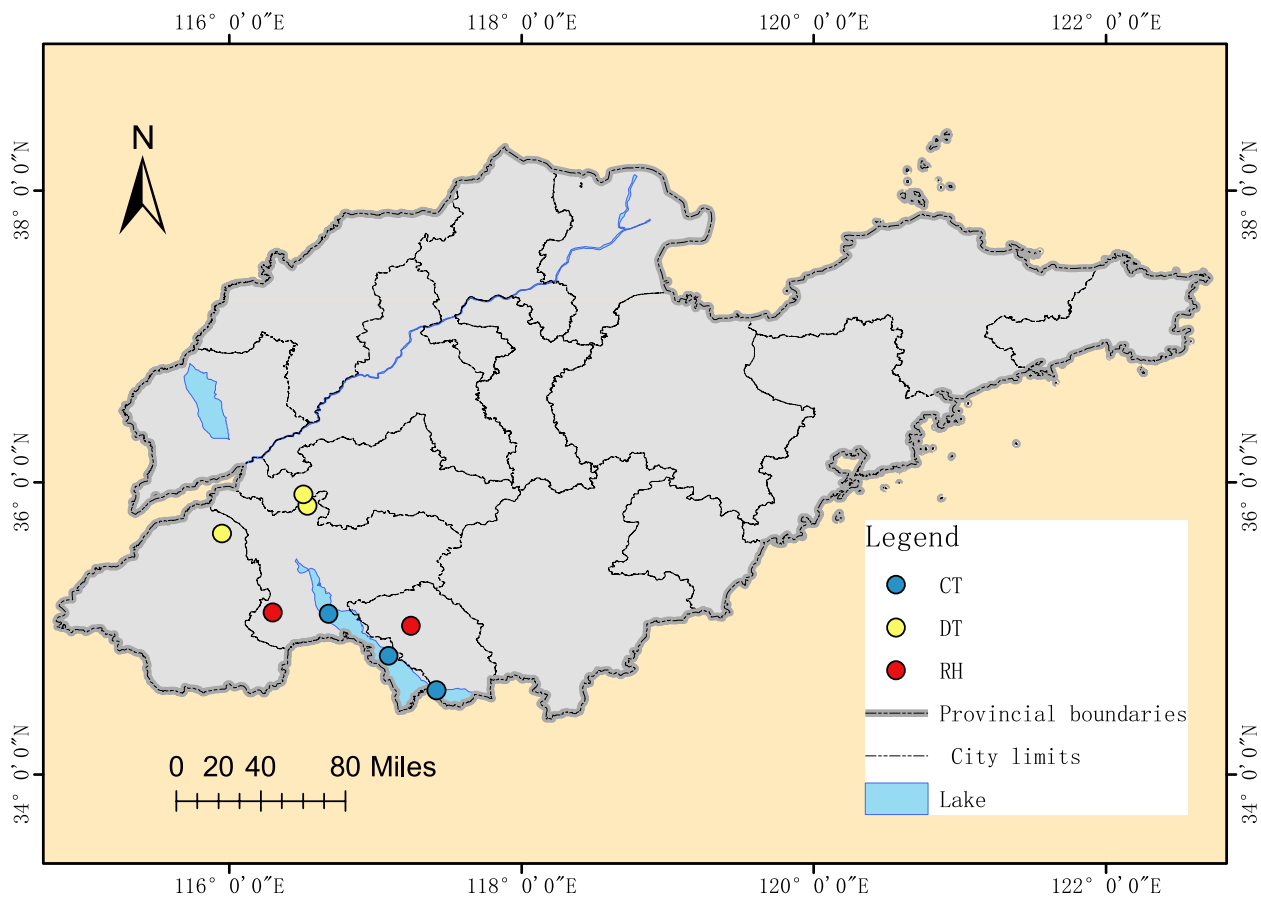 116° 0′0″E 118° 0′0″E 120° 0′0″E 122° 0′0″E
N
38° 0′0″N 38° 0′0″N
36° 0′0″N 36° 0′0″N
Legend
CT
DT
RH
Provincial boundaries
City limits
Lake
34° 0′0″N 34° 0′0″N
0 20 40 80 Miles
116° 0′0″E 118° 0′0″E 120° 0′0″E 122° 0′0″E